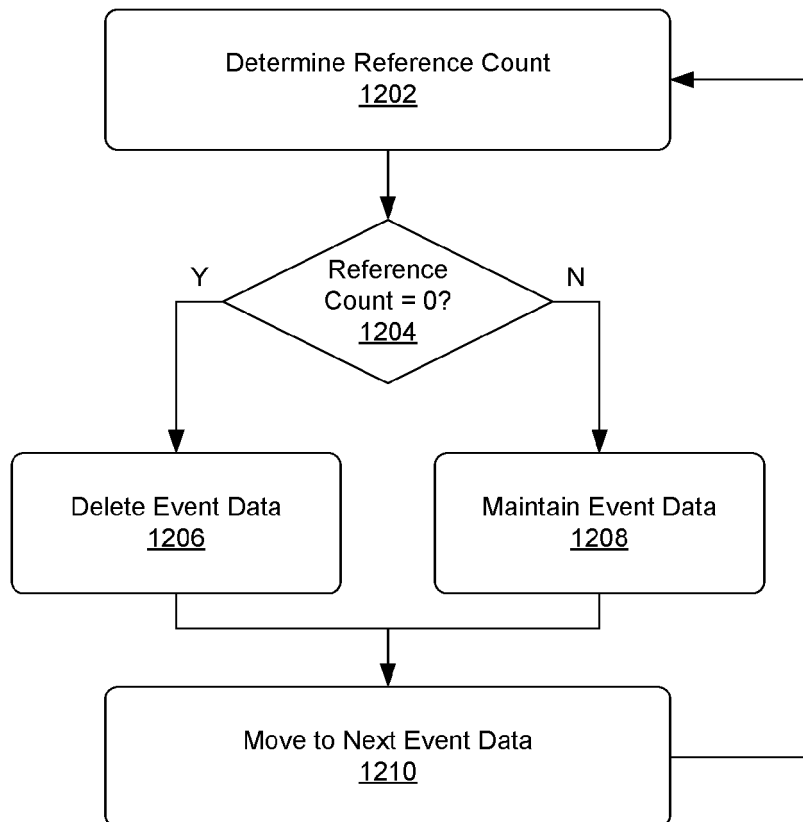 Determine Reference Count
1202
Y
Reference
Count = 0?
1204
N
Delete Event Data
1206
Maintain Event Data
1208
Move to Next Event Data
1210